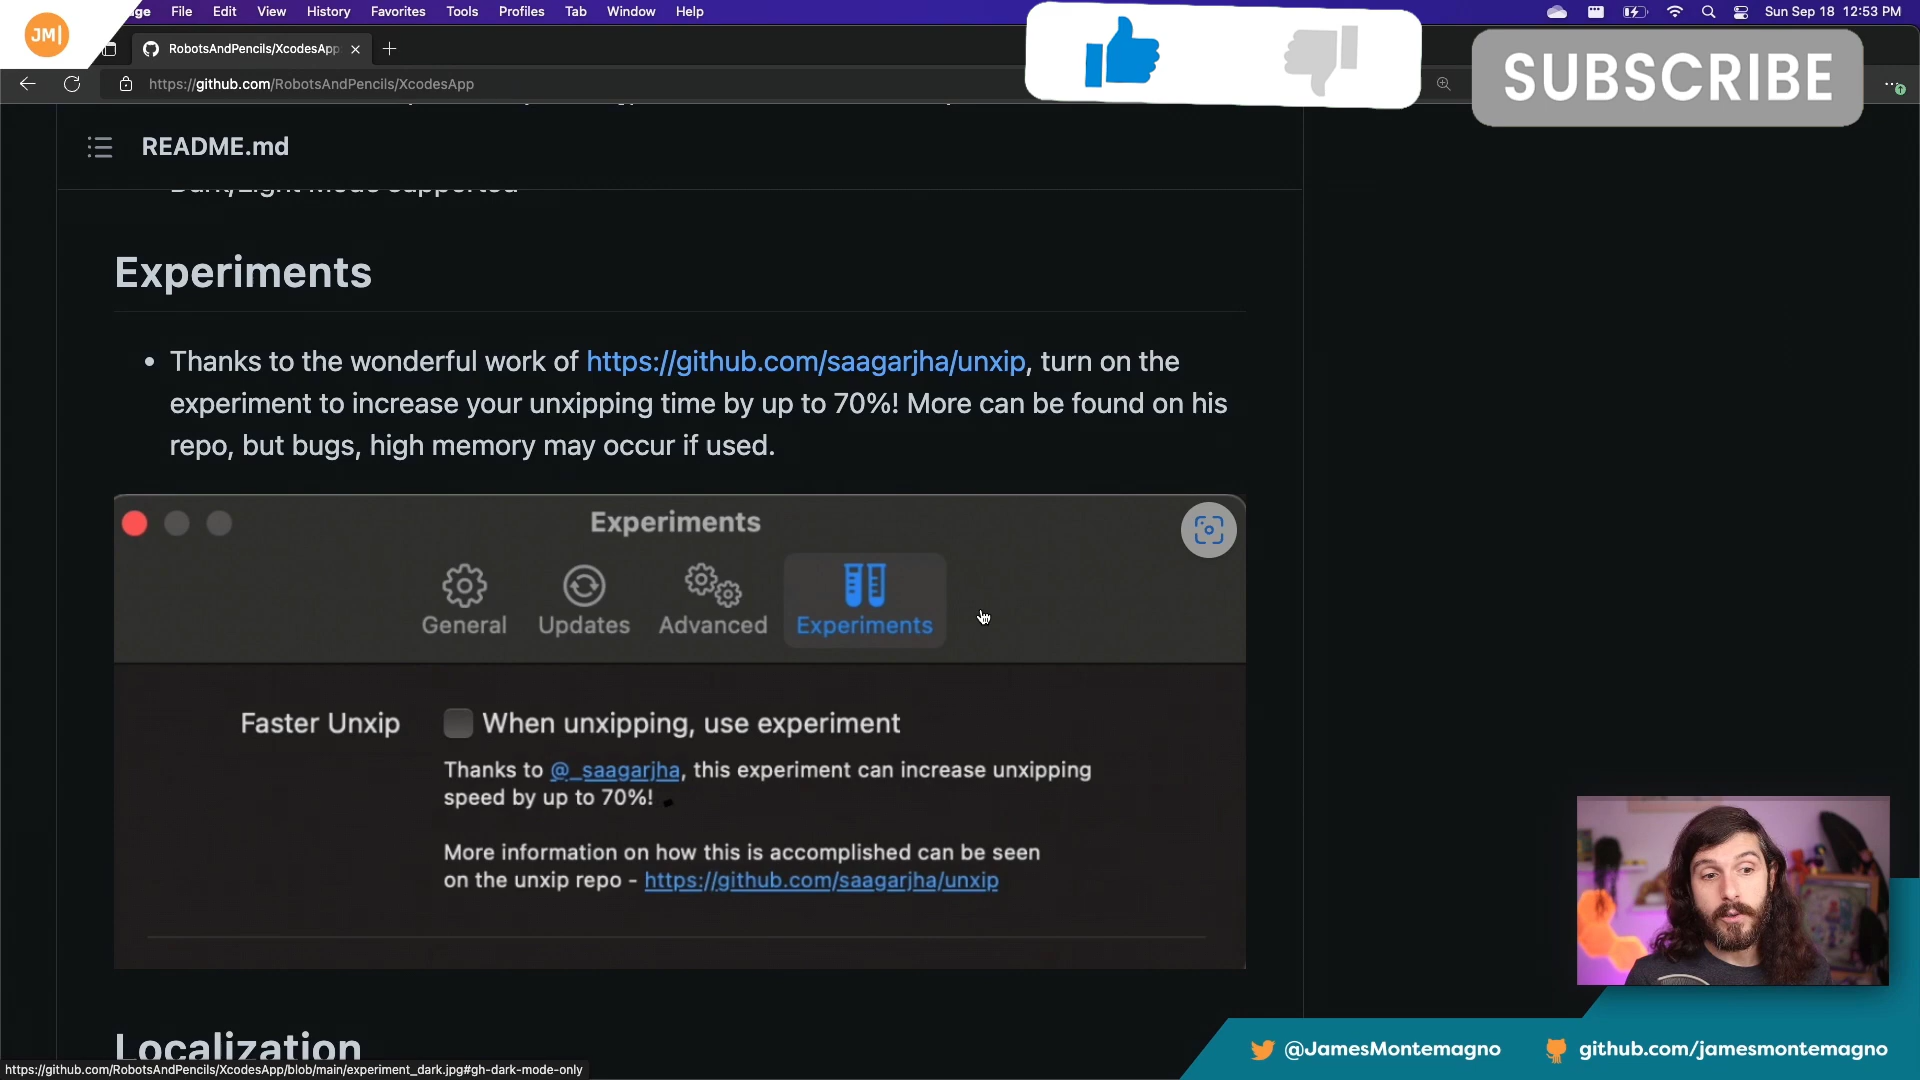 JM|
File Edit View History Favorites Tools Profiles Tab Window Help
Sun Sep 18 12:53 PM
RobotsAndPencils/XcodesApp
https://github.com/RobotsAndPencils/XcodesApp
SUBSCRIBE
README.md
Dark/Light Mode supported
Experiments
• Thanks to the wonderful work of https://github.com/saagarjha/unxip, turn on the
experiment to increase your unxipping time by up to 70%! More can be found on his
repo, but bugs, high memory may occur if used.
Experiments
General Updates Advanced Experiments
Faster Unxip When unxipping, use experiment
Thanks to @_saagarjha, this experiment can increase unxipping
speed by up to 70%!
More information on how this is accomplished can be seen
on the unxip repo - https://github.com/saagarjha/unxip
Localization
https://github.com/RobotsAndPencils/XcodesApp/blob/main/experiment_dark.jpg#gh-dark-mode-only
@JamesMontemagno github.com/jamesmontemagno